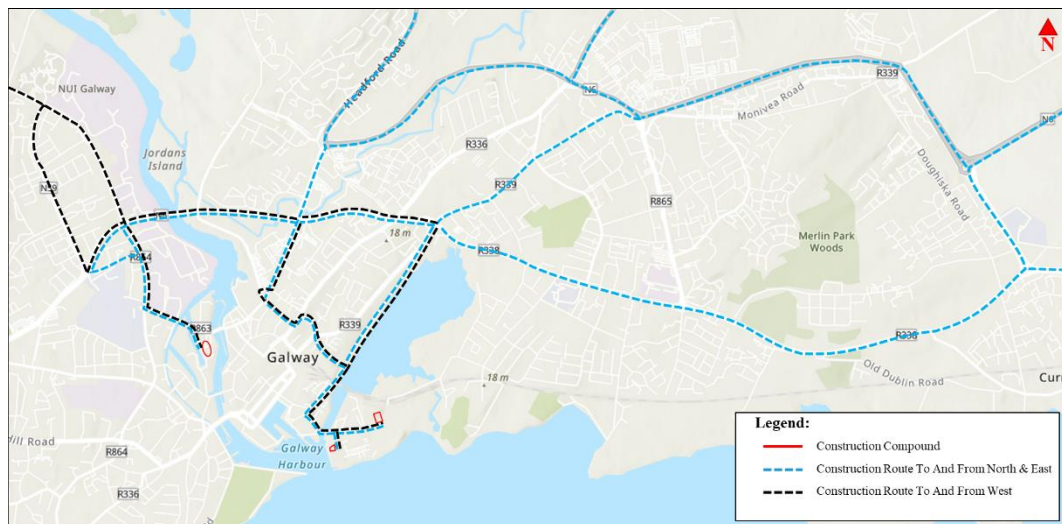 N
Headford Road
R339
N6
NUI Galway
Monivea Road
N6
R336
Jordans
Island
Doughiska Road
R339
N59
R865
Merlin Park
Woods
18 m
R338
R864
R863
R339
R338
Galway
Old Dublin Road
18 m
Curr
Legend:
Construction Compound
Construction Route To And From North & East
Construction Route To And From West
ill Road
R864
Galway
Harbour
R336